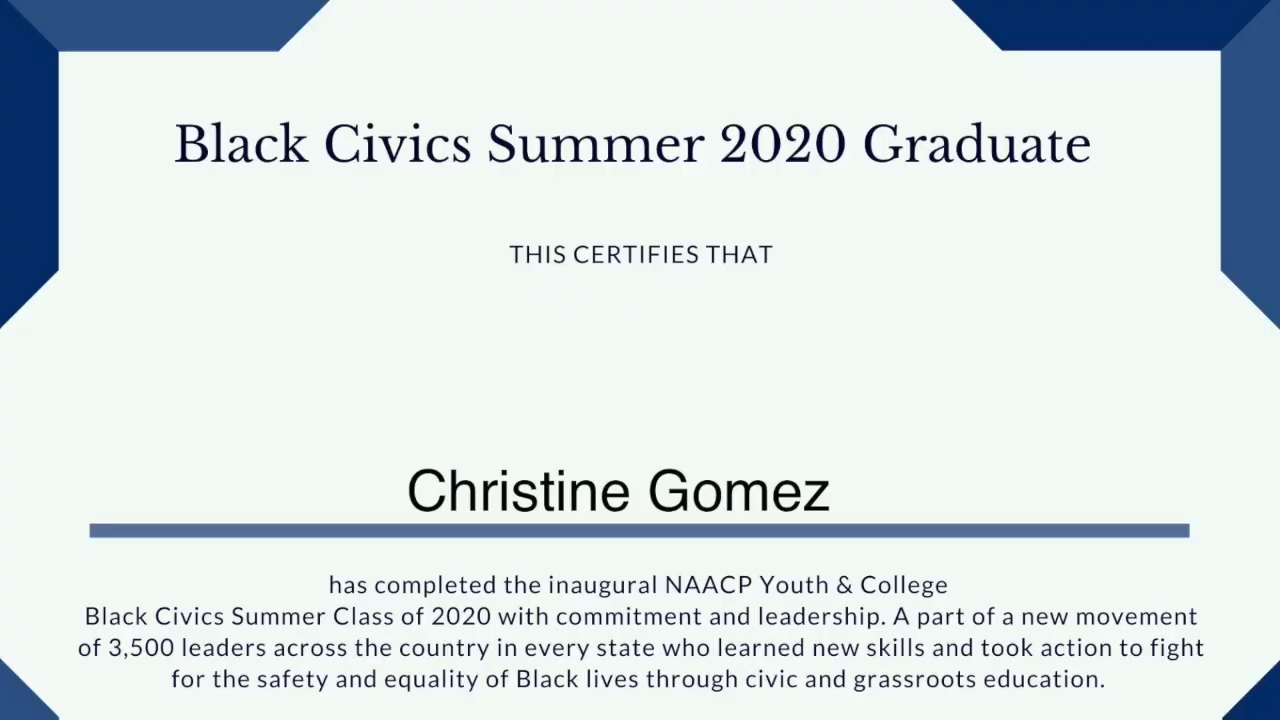 Black Civics Summer 2020 Graduate
THIS CERTIFIES THAT
Christine Gomez
has completed the inaugural NAACP Youth & College
Black Civics Summer Class of 2020 with commitment and leadership. A part of a new movement
of 3,500 leaders across the country in every state who learned new skills and took action to fight
for the safety and equality of Black lives through civic and grassroots education.